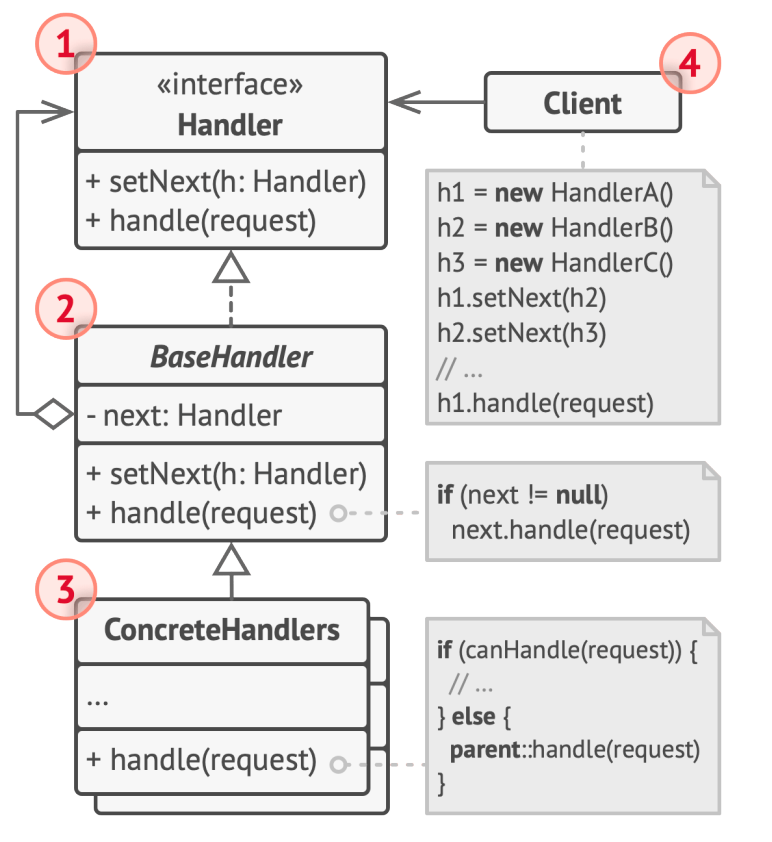 1
«interface»
Handler
+ setNext(h: Handler)
+ handle(request)
4
Client
h1 = new HandlerA()
h2 = new HandlerB()
h3 = new HandlerC()
h1.setNext(h2)
h2.setNext(h3)
// ...
h1.handle(request)
2
BaseHandler
- next: Handler
+ setNext(h: Handler)
+ handle(request)
if (next != null)
next.handle(request)
3
ConcreteHandlers
...
+ handle(request)
if (canHandle(request)) {
// ...
} else {
parent::handle(request)
}